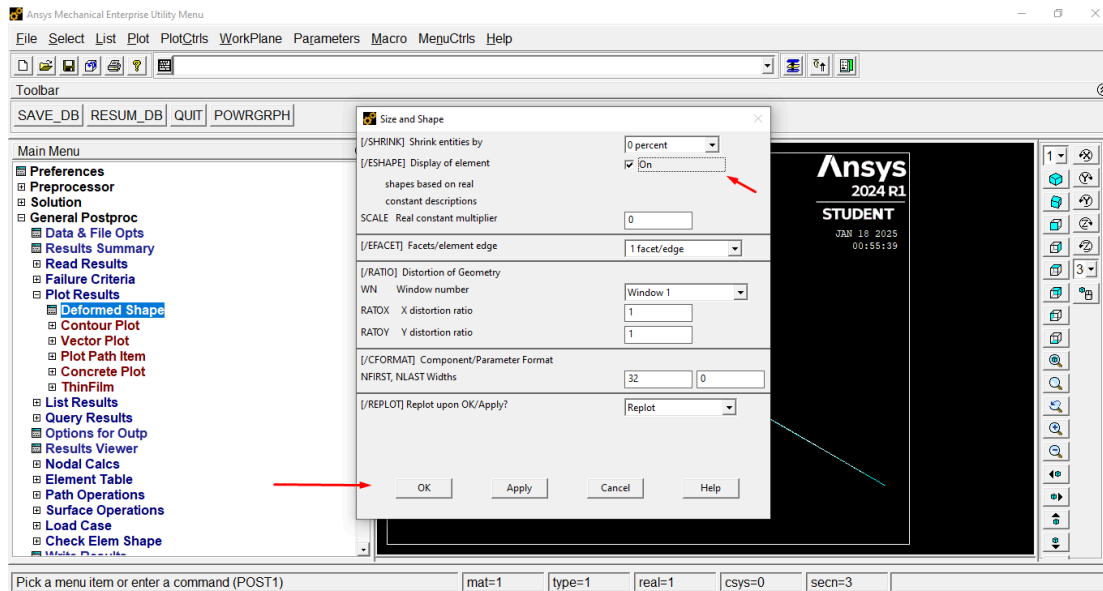 Ansys Mechanical Enterprise Utility Menu
File Select List Plot PlotCtrls WorkPlane Parameters Macro MenuCtrls Help
Toolbar
SAVE_DB RESUM_DB QUIT POWRGRPH
Main Menu
Preferences
Preprocessor
Solution
General Postproc
Data & File Opts
Results Summary
Read Results
Failure Criteria
Plot Results
Deformed Shape
Contour Plot
Vector Plot
Plot Path Item
Concrete Plot
ThinFilm
List Results
Query Results
Options for Outp
Results Viewer
Nodal Calcs
Element Table
Path Operations
Surface Operations
Load Case
Check Elem Shape
Write Results
Size and Shape
[/SHRINK] Shrink entities by 0 percent
[/ESHAPE] Display of element On
shapes based on real
constant descriptions
SCALE Real constant multiplier 0
[/EFACET] Facets/element edge 1 facet/edge
[/RATIO] Distortion of Geometry
WN Window number Window 1
RATOX X distortion ratio 1
RATOY Y distortion ratio 1
[/CFORMAT] Component/Parameter Format
NFIRST, NLAST Widths 32 0
[/REPLOT] Replot upon OK/Apply? Replot
OK Apply Cancel Help
Ansys
2024 R1
STUDENT
JAN 18 2025
00:55:39
1
3
Pick a menu item or enter a command (POST1) mat=1 type=1 real=1 csys=0 secn=3